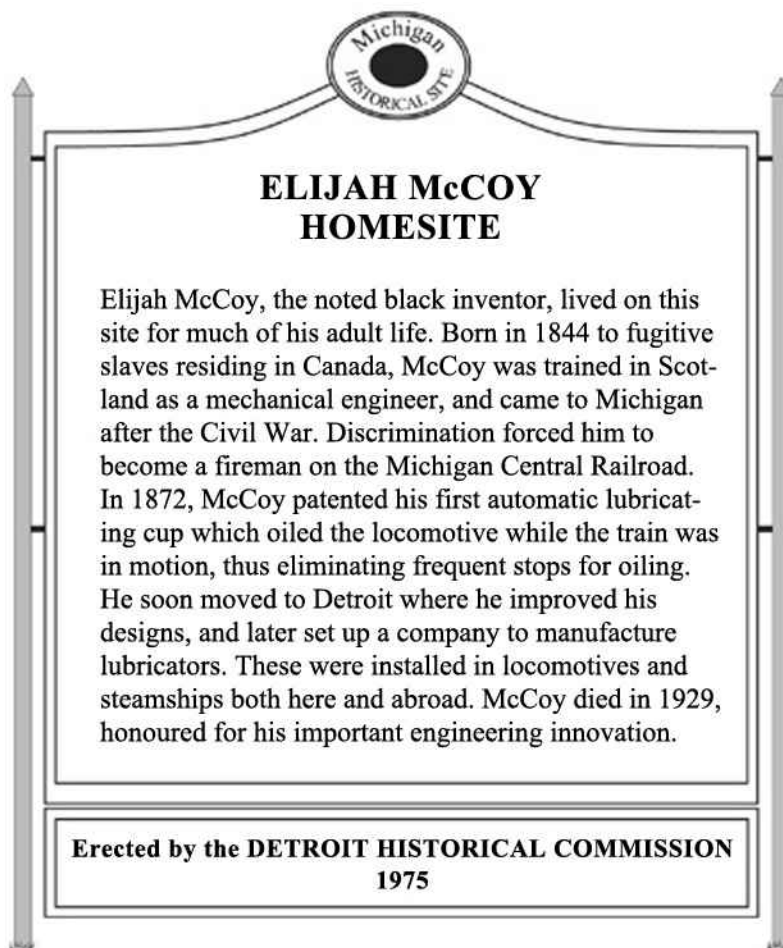 Michigan
HISTORICAL SITE
ELIJAH McCOY
HOMESITE
Elijah McCoy, the noted black inventor, lived on this
site for much of his adult life. Born in 1844 to fugitive
slaves residing in Canada, McCoy was trained in Scot-
land as a mechanical engineer, and came to Michigan
after the Civil War. Discrimination forced him to
become a fireman on the Michigan Central Railroad.
In 1872, McCoy patented his first automatic lubricat-
ing cup which oiled the locomotive while the train was
in motion, thus eliminating frequent stops for oiling.
He soon moved to Detroit where he improved his
designs, and later set up a company to manufacture
lubricators. These were installed in locomotives and
steamships both here and abroad. McCoy died in 1929,
honoured for his important engineering innovation.
Erected by the DETROIT HISTORICAL COMMISSION
1975